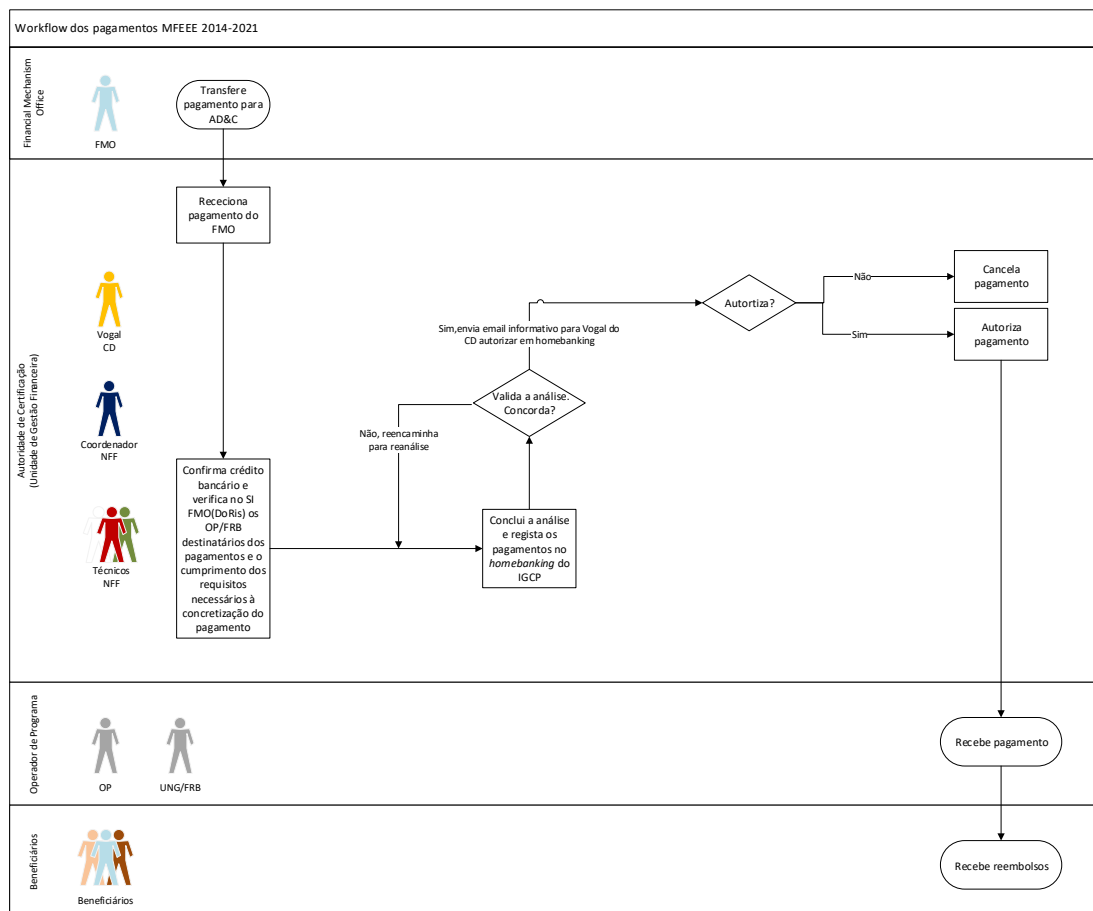 Workflow dos pagamentos MFEEE 2014-2021
Financial Mechanism
Office
FMO
Transfere
pagamento para
AD&C
Autoridade de Certificação
(Unidade de Gestão Financeira)
Receciona
pagamento do
FMO
Vogal
CD
Coordenador
NFF
Técnicos
NFF
Confirma crédito
bancário e
verifica no SI
FMO(DoRis) os
OP/FRB
destinatários dos
pagamentos e o
cumprimento dos
requisitos
necessários à
concretização do
pagamento
Não, reencaminha
para reanálise
Conclui a análise
e regista os
pagamentos no
homebanking do
IGCP
Valida a análise.
Concorda?
Sim,envia email informativo para Vogal do
CD autorizar em homebanking
Autortiza?
Não
Cancela
pagamento
Sim
Autoriza
pagamento
Operador de Programa
OP
UNG/FRB
Recebe pagamento
Beneficiários
Beneficiários
Recebe reembolsos